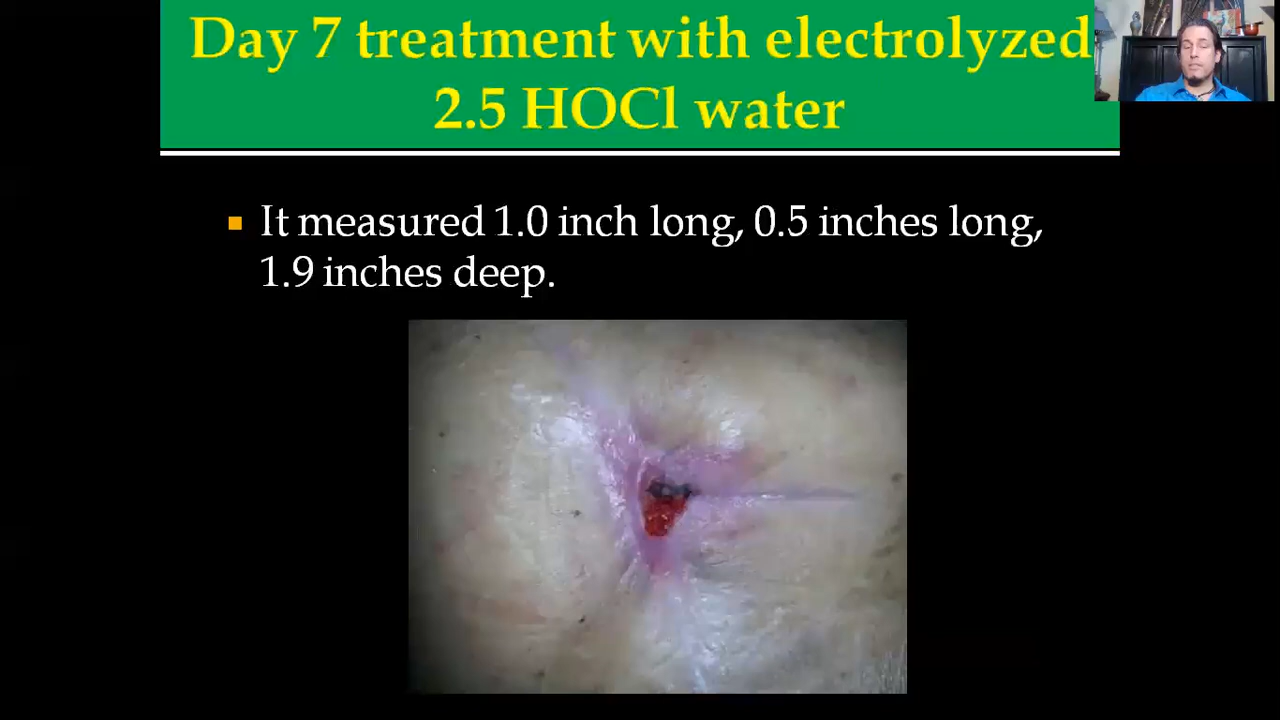 Day 7 treatment with electrolyzed
2.5 HOCl water
It measured 1.0 inch long, 0.5 inches long,
1.9 inches deep.